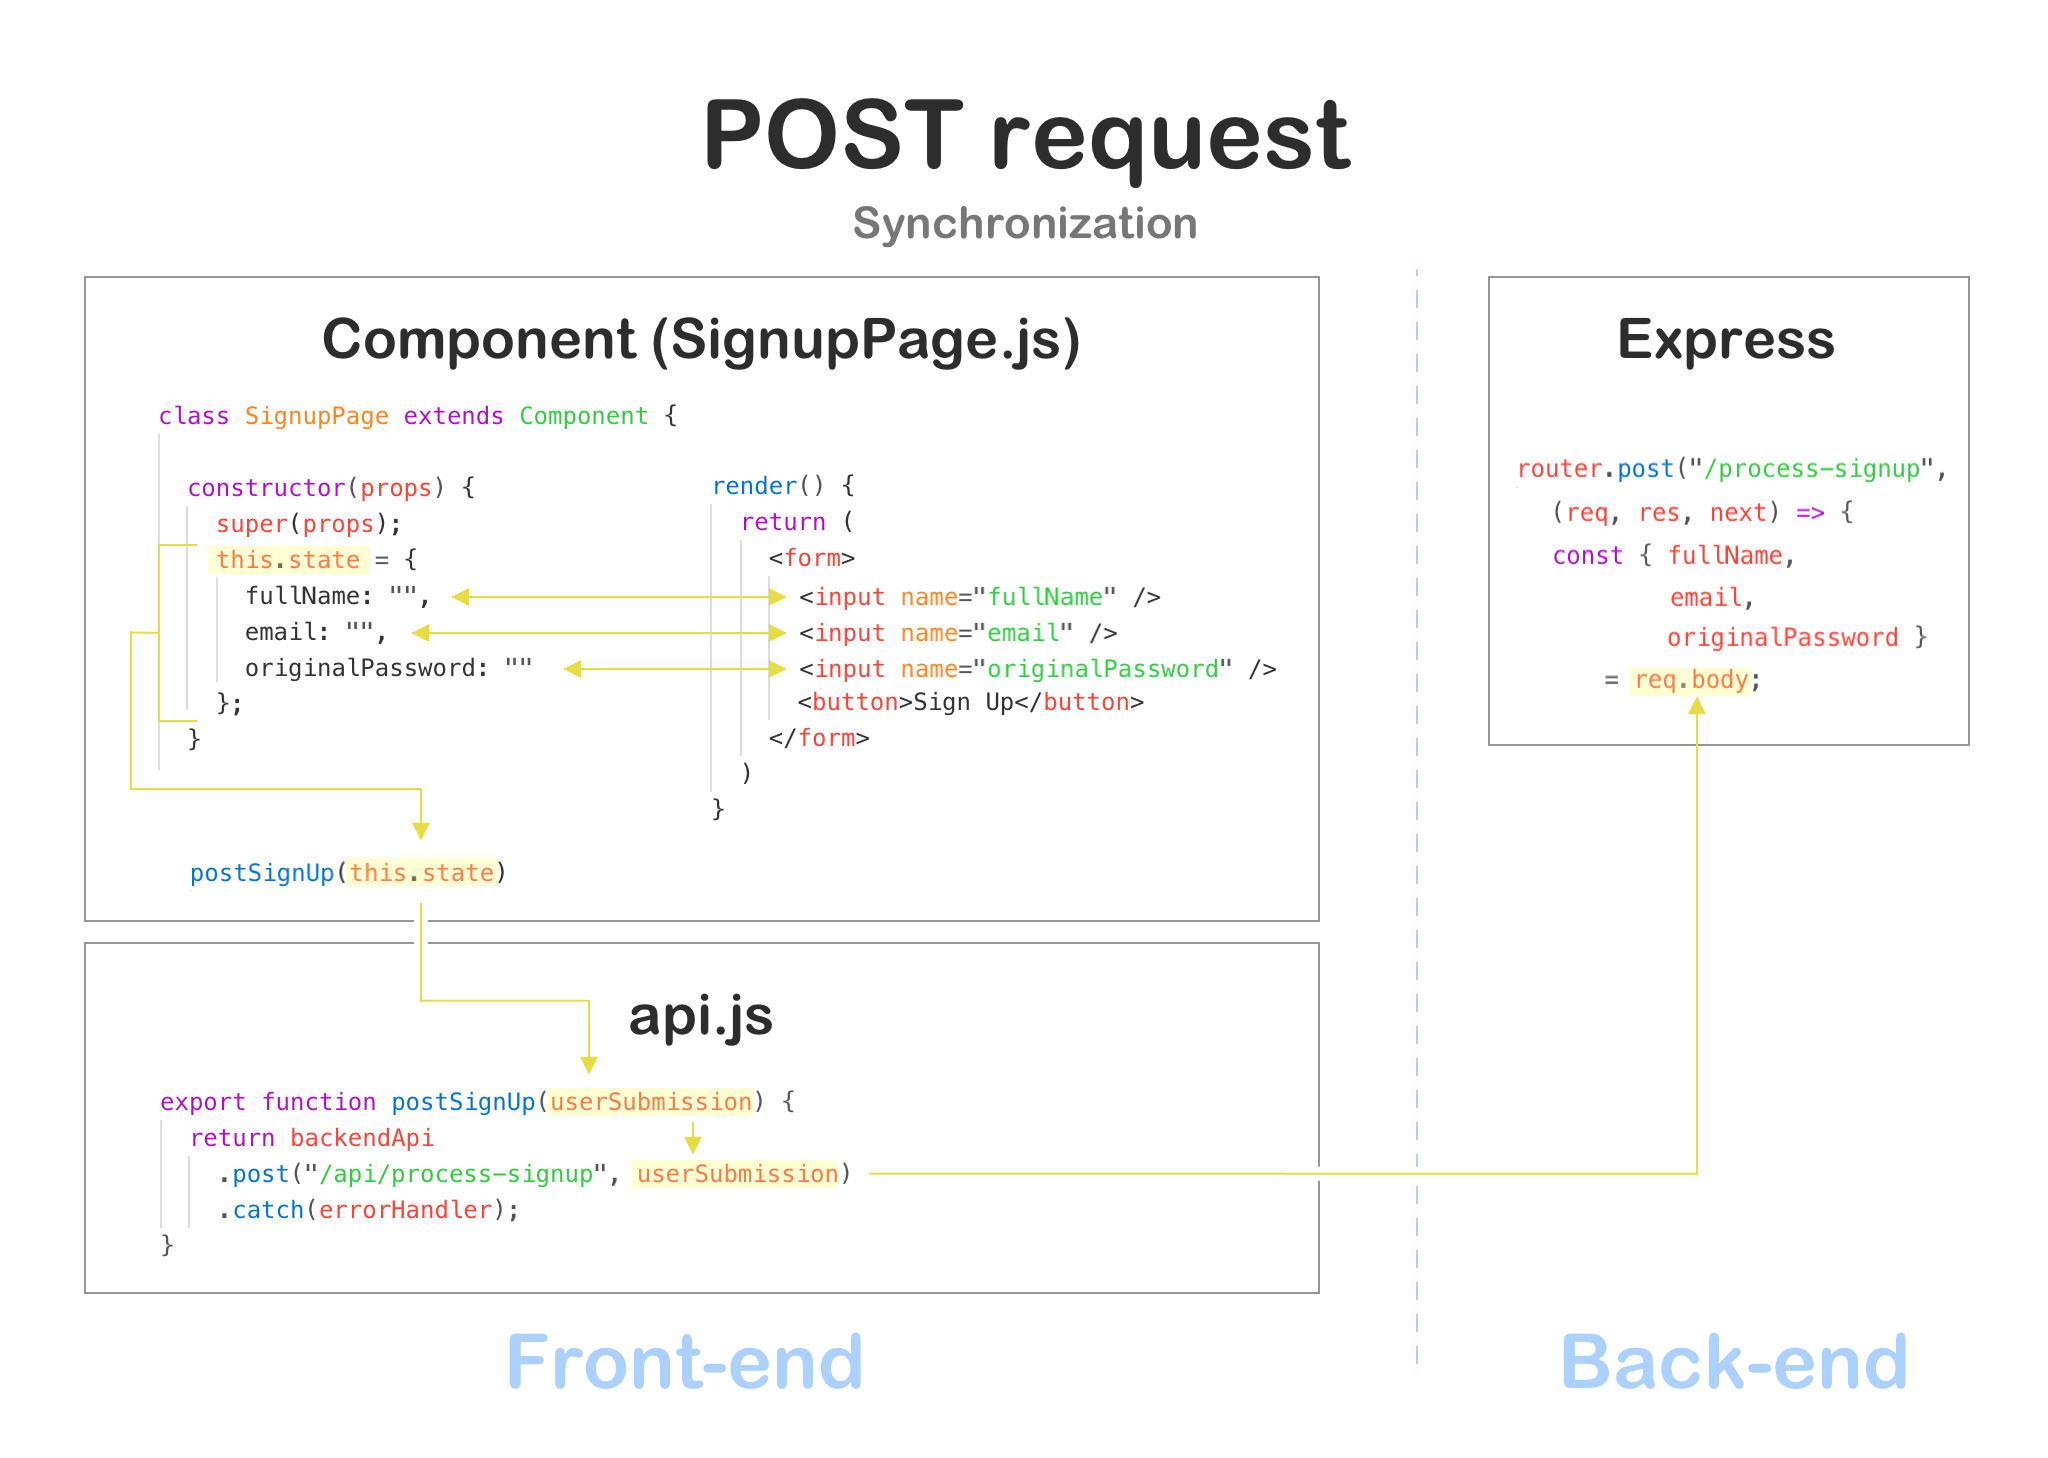 POST request
Synchronization
Component (SignupPage.js)
class SignupPage extends Component {
constructor(props) {
super(props);
this.state = {
fullName: "",
email: "",
originalPassword: ""
};
}
render() {
return (
<form>
<input name="fullName" />
<input name="email" />
<input name="originalPassword" />
<button>Sign Up</button>
</form>
)
}
postSignUp(this.state)
api.js
export function postSignUp(userSubmission) {
return backendApi
.post("/api/process-signup", userSubmission)
.catch(errorHandler);
}
Front-end
Express
router.post("/process-signup",
(req, res, next) => {
const { fullName,
email,
originalPassword }
= req.body;
Back-end